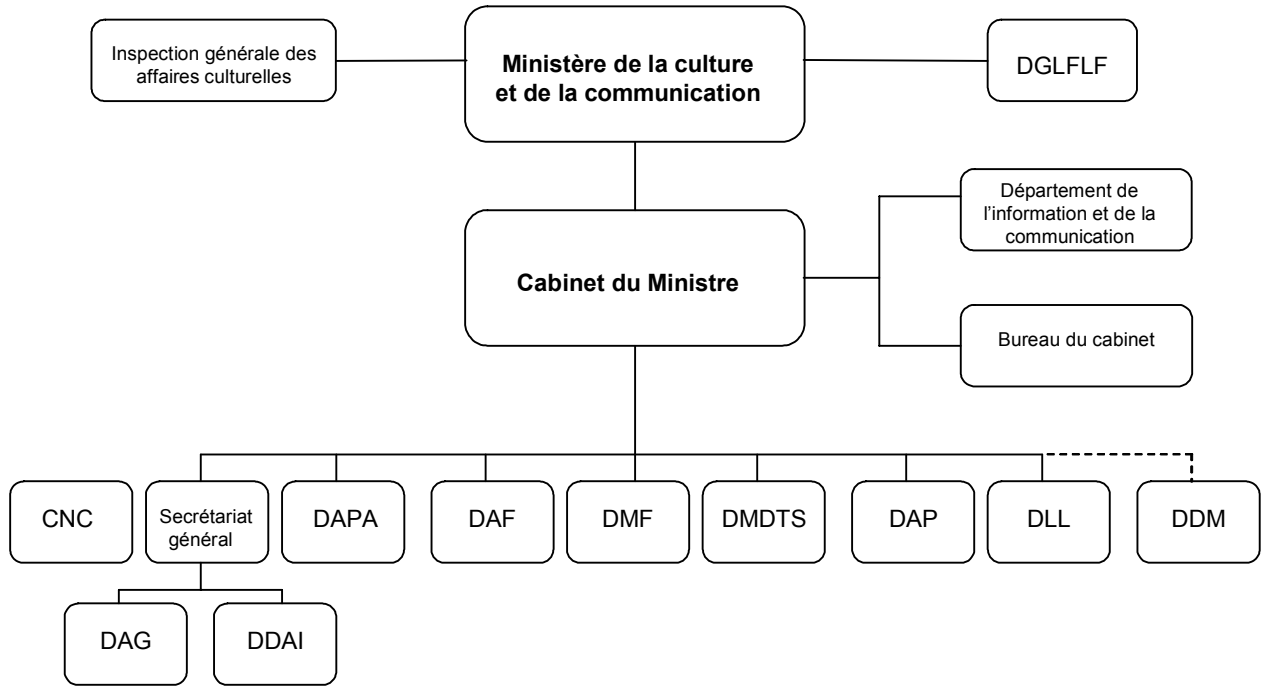 Inspection générale des
affaires culturelles
Ministère de la culture
et de la communication
DGLFLF
Département de
l’information et de la
communication
Cabinet du Ministre
Bureau du cabinet
CNC
Secrétariat
général
DAPA
DAF
DMF
DMDTS
DAP
DLL
DDM
DAG
DDAI